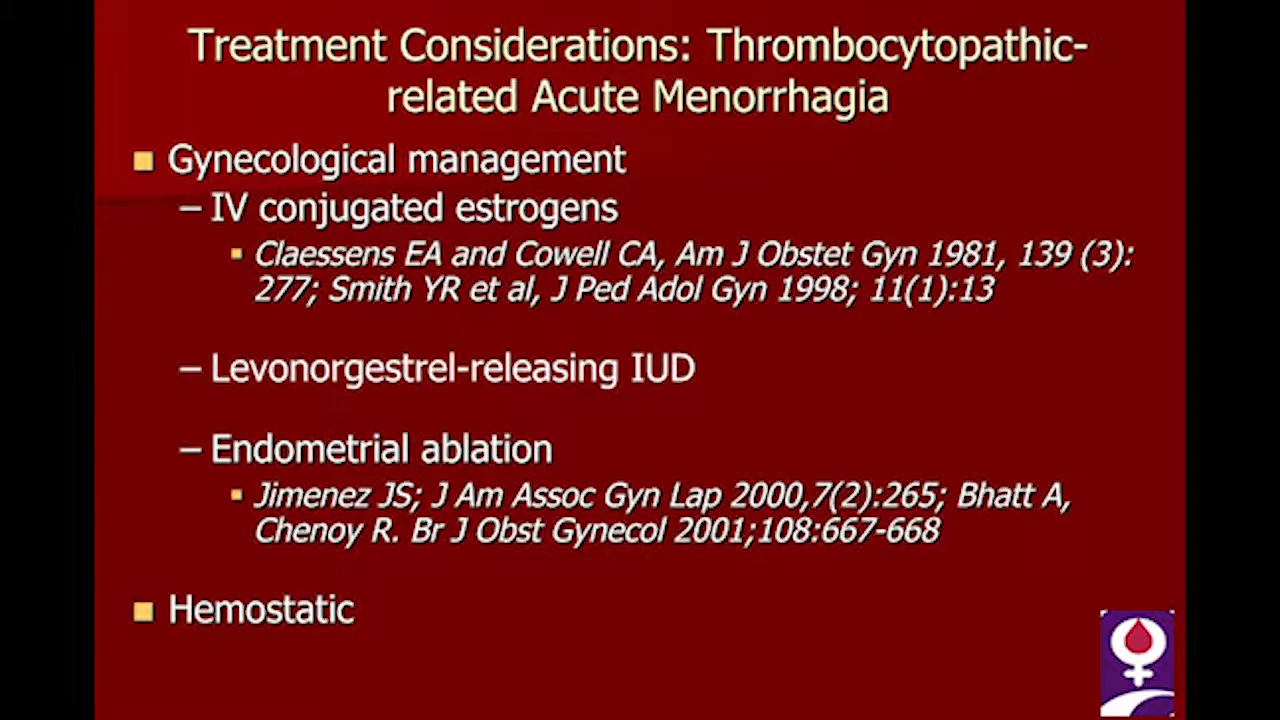 Treatment Considerations: Thrombocytopathic-
related Acute Menorrhagia
Gynecological management
– IV conjugated estrogens
Claessens EA and Cowell CA, Am J Obstet Gyn 1981, 139 (3):
277; Smith YR et al, J Ped Adol Gyn 1998; 11(1):13
– Levonorgestrel-releasing IUD
– Endometrial ablation
Jimenez JS; J Am Assoc Gyn Lap 2000,7(2):265; Bhatt A,
Chenoy R. Br J Obst Gynecol 2001;108:667-668
Hemostatic